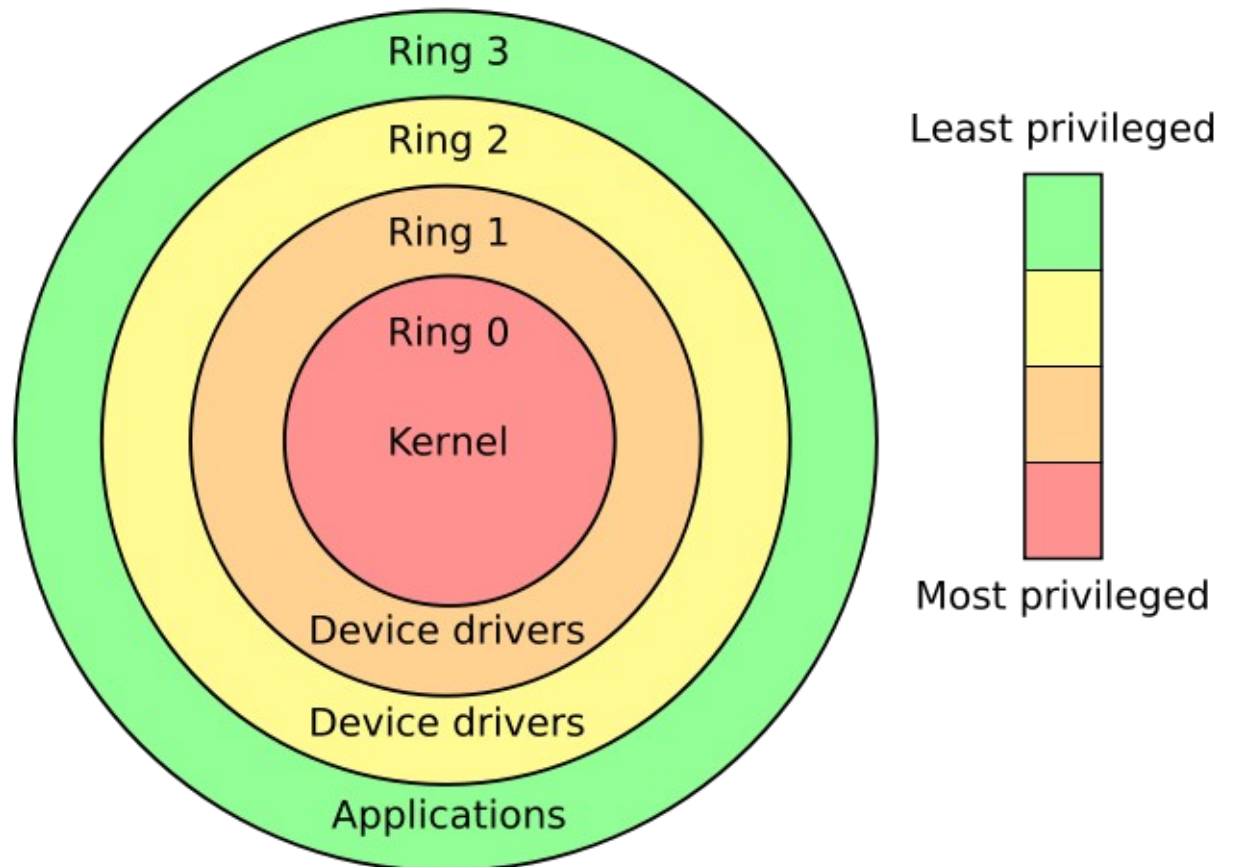 Ring 3
Ring 2
Ring 1
Ring 0
Kernel
Device drivers
Device drivers
Applications
Least privileged
Most privileged